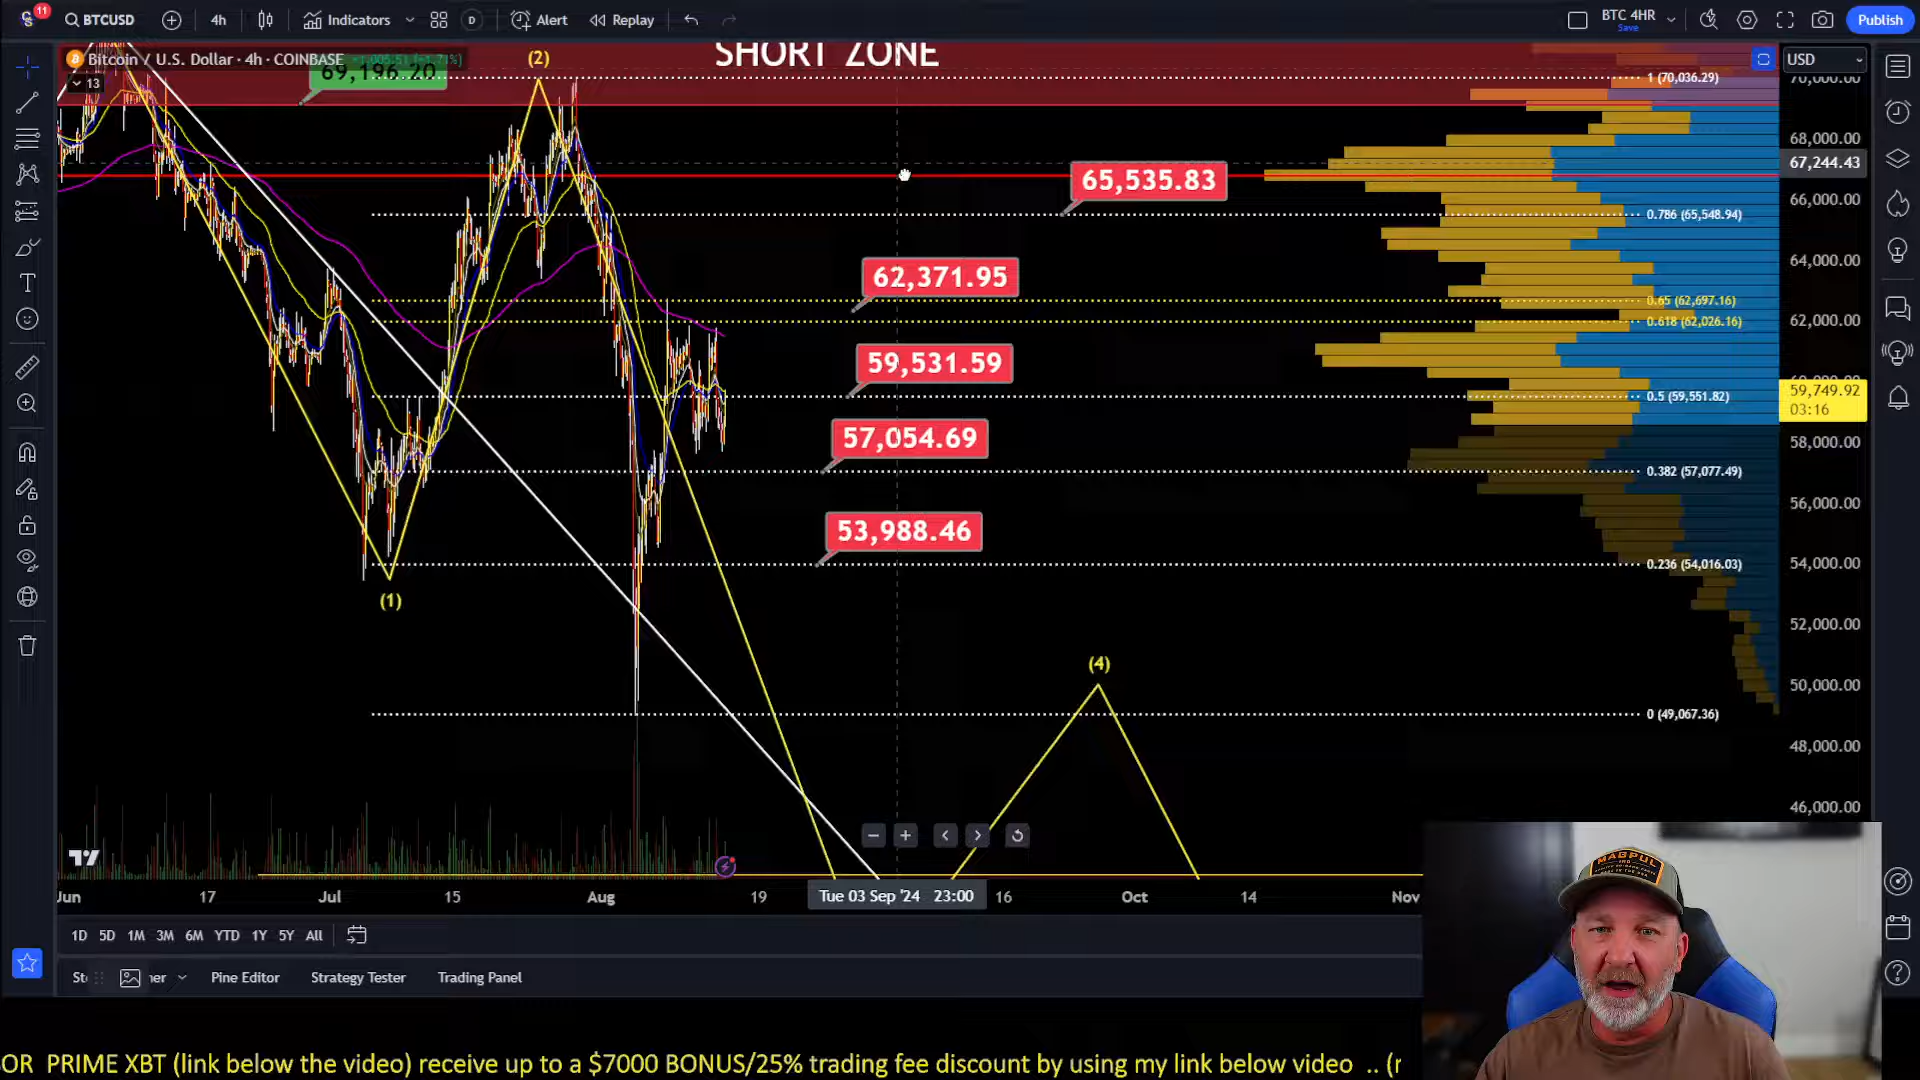 11
BTCUSD
4h
Indicators
D
Alert
Replay
BTC 4HR
Save
Publish
Bitcoin / U.S. Dollar · 4h · COINBASE
13
69,196.20
(2)
SHORT ZONE
USD
1 (70,036.29)
70,000.00
68,000.00
67,244.43
65,535.83
66,000.00
0.786 (65,548.94)
64,000.00
62,371.95
0.65 (62,697.16)
0.618 (62,026.16)
62,000.00
59,531.59
59,749.92
03:16
0.5 (59,551.82)
57,054.69
58,000.00
0.382 (57,077.49)
56,000.00
53,988.46
0.236 (54,016.03)
54,000.00
(1)
52,000.00
(4)
50,000.00
0 (49,067.36)
48,000.00
46,000.00
Jun
17
Jul
15
Aug
19
Tue 03 Sep '24 23:00
16
Oct
14
Nov
1D
5D
1M
3M
6M
YTD
1Y
5Y
All
Pine Editor
Strategy Tester
Trading Panel
MAGPUL
OR PRIME XBT (link below the video) receive up to a $7000 BONUS/25% trading fee discount by using my link below video .. (r